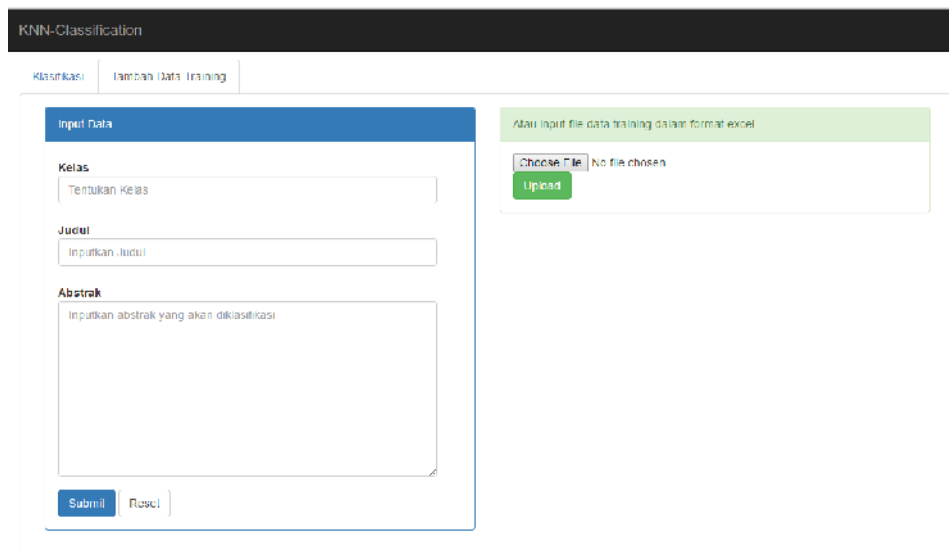 KNN-Classification
Klasifikasi
Tambah Data Training
Input Data
Kelas
Tentukan Kelas
Judul
Inputkan Judul
Abstrak
Inputkan abstrak yang akan diklasifikasi
Submit
Reset
Atau input file data training dalam format excel
Choose File
No file chosen
Upload